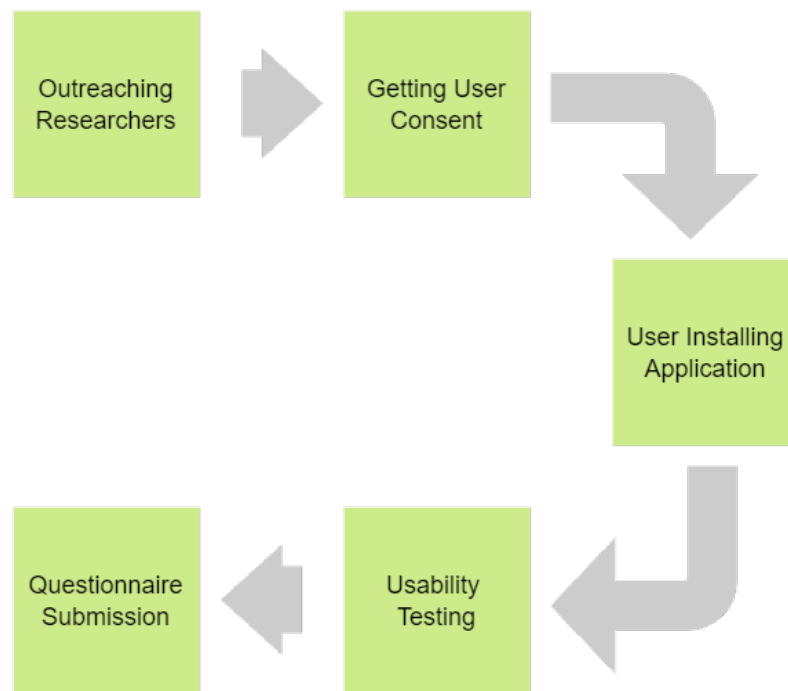 Outreaching
Researchers
Getting User
Consent
User Installing
Application
Usability
Testing
Questionnaire
Submission